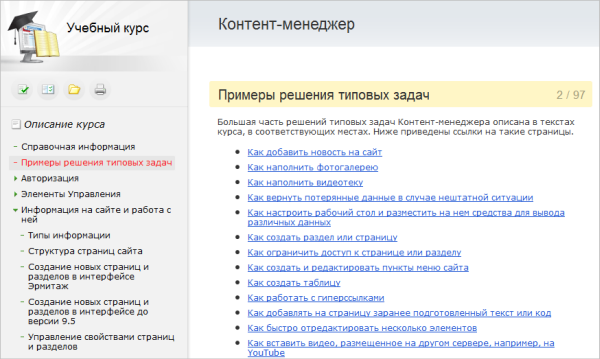 Учебный курс
Описание курса
Справочная информация
Примеры решения типовых задач
Авторизация
Элементы Управления
Информация на сайте и работа с
ней
Типы информации
Структура страниц сайта
Создание новых страниц и
разделов в интерфейсе
Эрмитаж
Создание новых страниц и
разделов в интерфейсе до
версии 9.5
Управление свойствами страниц
и разделов
Контент-менеджер
Примеры решения типовых задач
2 / 97
Большая часть решений типовых задач Контент-менеджера описана в текстах
курса, в соответствующих местах. Ниже приведены ссылки на такие страницы.
Как добавить новость на сайт
Как наполнить фотогалерею
Как наполнить видеотеку
Как вернуть потерянные данные в случае нештатной ситуации
Как настроить рабочий стол и разместить на нем средства для вывода
различных данных
Как создать раздел или страницу
Как ограничить доступ к странице или разделу
Как создать и редактировать пункты меню сайта
Как создать таблицу
Как работать с гиперссылками
Как добавлять на страницу заранее подготовленный текст или код
Как быстро отредактировать несколько элементов
Как вставить видео, размещенное на другом сервере, например, на
YouTube